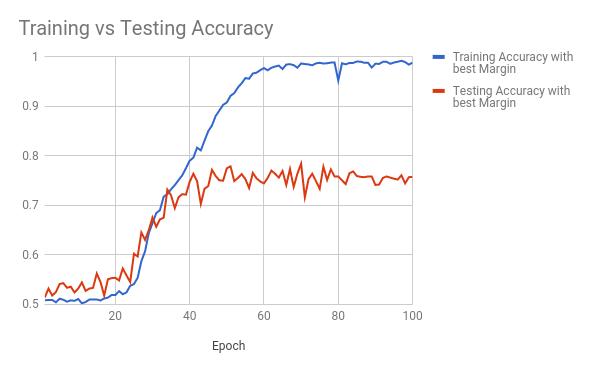 Training vs Testing Accuracy
1
0.9
0.8
0.7
0.6
0.5
20
40
60
80
100
Epoch
Training Accuracy with
best Margin
Testing Accuracy with
best Margin